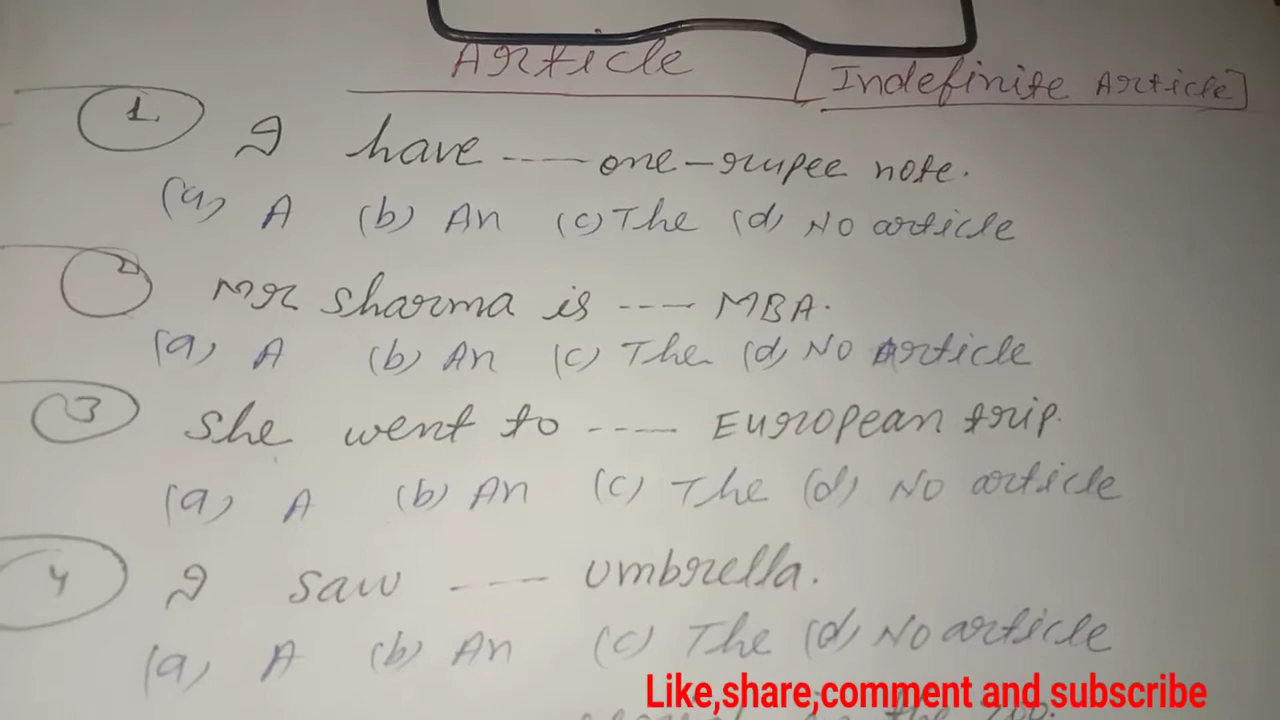 Article [Indefinite Article]
1 I have ---- one-rupee note.
(a) A (b) An (c) The (d) No article
2 Mr sharma is ---- MBA.
(a) A (b) An (c) The (d) No Article
3 she went to ---- European trip.
(a) A (b) An (c) The (d) No article
4 I saw ---- umbrella.
(a) A (b) An (c) The (d) No article
Like,share,comment and subscribe
the zoo.